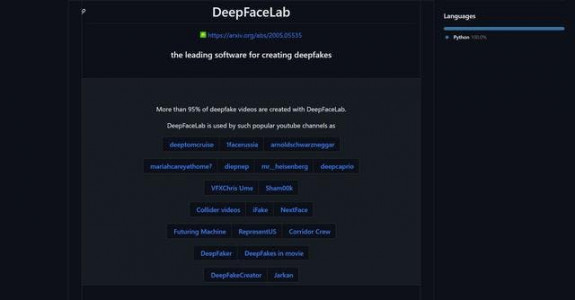 DeepFaceLab
https://arxiv.org/abs/2005.05535
the leading software for creating deepfakes
More than 95% of deepfake videos are created with DeepFaceLab.
DeepFaceLab is used by such popular youtube channels as
deeptomcruise 1facerussia arnoldschwarzneggar
mariahcareyathome? diepnep mr__heisenberg deepcaprio
VFXChris Ume Sham00k
Collider videos iFake NextFace
Futuring Machine RepresentUS Corridor Crew
DeepFaker DeepFakes in movie
DeepFakeCreator Jarkan
Languages
Python 100.0%